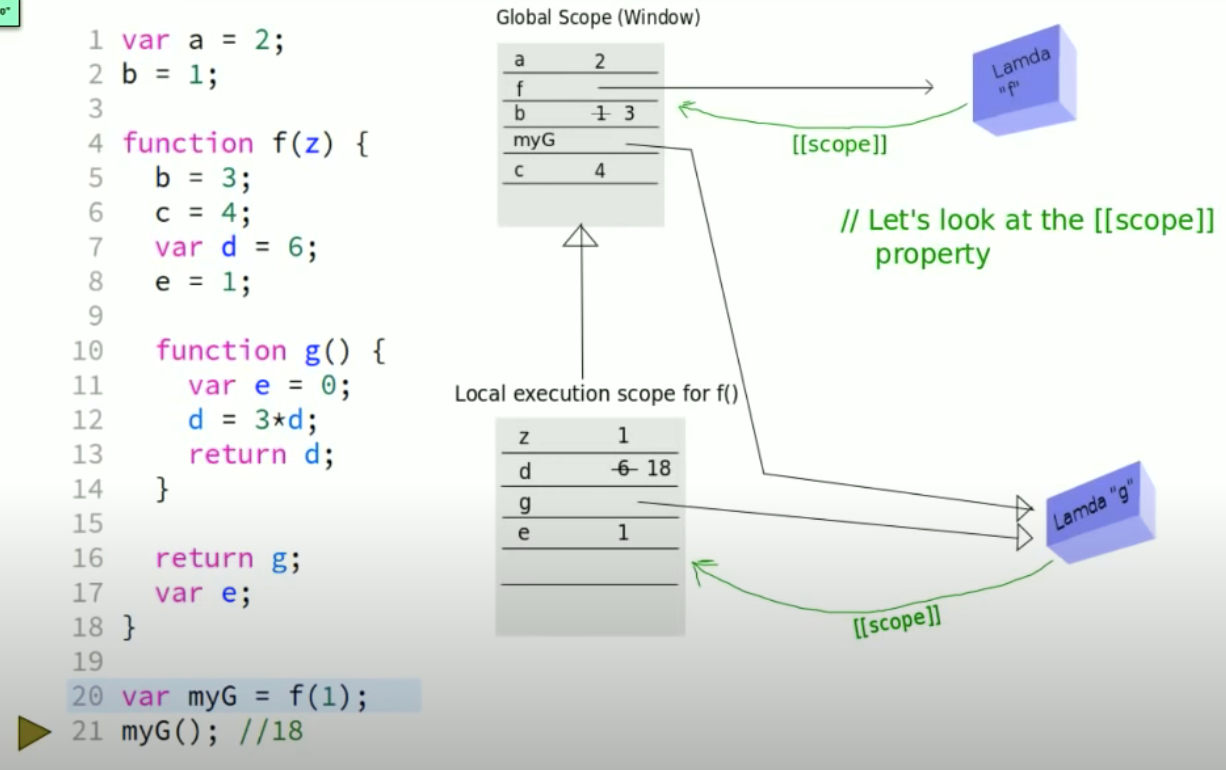 o"
1 var a = 2;
2 b = 1;
3
4 function f(z) {
5 b = 3;
6 c = 4;
7 var d = 6;
8 e = 1;
9
10 function g() {
11 var e = 0;
12 d = 3*d;
13 return d;
14 }
15
16 return g;
17 var e;
18 }
19
20 var myG = f(1);
21 myG(); //18
Global Scope (Window)
a 2
f
b 1 3
myG
c 4
Lamda
"f"
[[scope]]
// Let's look at the [[scope]]
property
Local execution scope for f()
z 1
d 6 18
g
e 1
Lamda "g"
[[scope]]